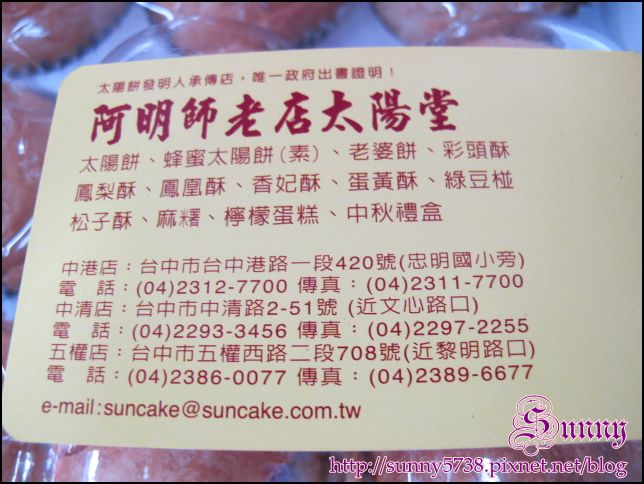 太陽餅發明人承傳店，唯一政府出書證明！
阿明師老店太陽堂
太陽餅、蜂蜜太陽餅(素)、老婆餅、彩頭酥
鳳梨酥、鳳凰酥、香妃酥、蛋黃酥、綠豆椪
松子酥、麻糬、檸檬蛋糕、中秋禮盒
中港店：台中市台中港路一段420號(忠明國小旁)
電　話：(04)2312-7700 傳真：(04)2311-7700
中清店：台中市中清路2-51號 (近文心路口)
電　話：(04)2293-3456 傳真：(04)2297-2255
五權店：台中市五權西路二段708號(近黎明路口)
電　話：(04)2386-0077 傳真：(04)2389-6677
e-mail:suncake@suncake.com.tw
Sunny
http://sunny5738.pixnet.net/blog